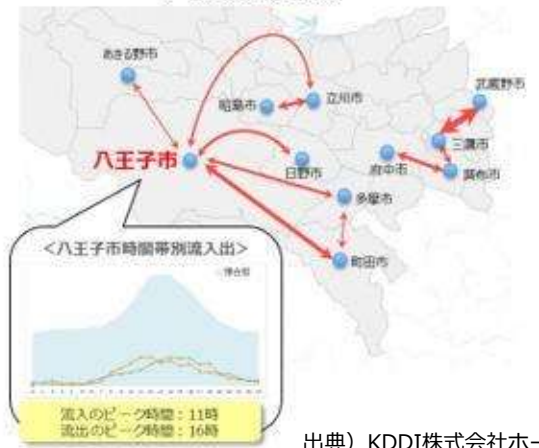 あきる野市
武蔵野市
昭島市
立川市
三鷹市
八王子市
日野市
府中市
調布市
多摩市
町田市
<八王子市時間帯別流入出>
滞在者
流入のピーク時間：11時
流出のピーク時間：16時
出典）KDDI株式会社ホー